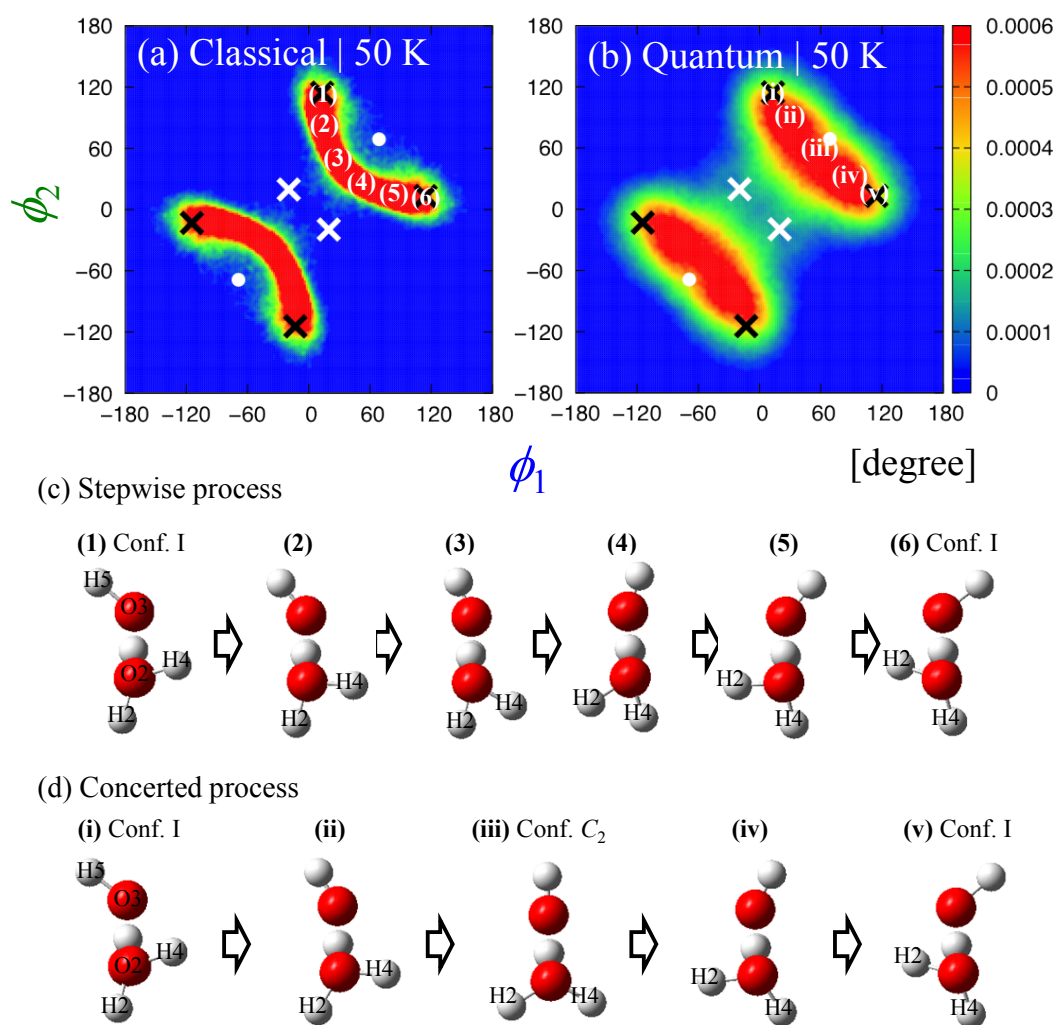 (a) Classical | 50 K
(b) Quantum | 50 K
180
120
60
0
−60
−120
−180
−180 −120 −60 0 60 120 180
(1)
(2)
(3)
(4)
(5)
(6)
180
120
60
0
−60
−120
−180
−180 −120 −60 0 60 120 180
(i)
(ii)
(iii)
(iv)
(v)
0.0006
0.0005
0.0004
0.0003
0.0002
0.0001
0
ϕ2
ϕ1
[degree]
(c) Stepwise process
(1) Conf. I (2) (3) (4) (5) (6) Conf. I
H5
O3
O2
H4
H2
H4
H2
H4
H2
H2
H4
H2
H4
H2
H4
(d) Concerted process
(i) Conf. I (ii) (iii) Conf. C2 (iv) (v) Conf. I
H5
O3
O2
H4
H2
H4
H2
H2
H4
H2
H4
H2
H4